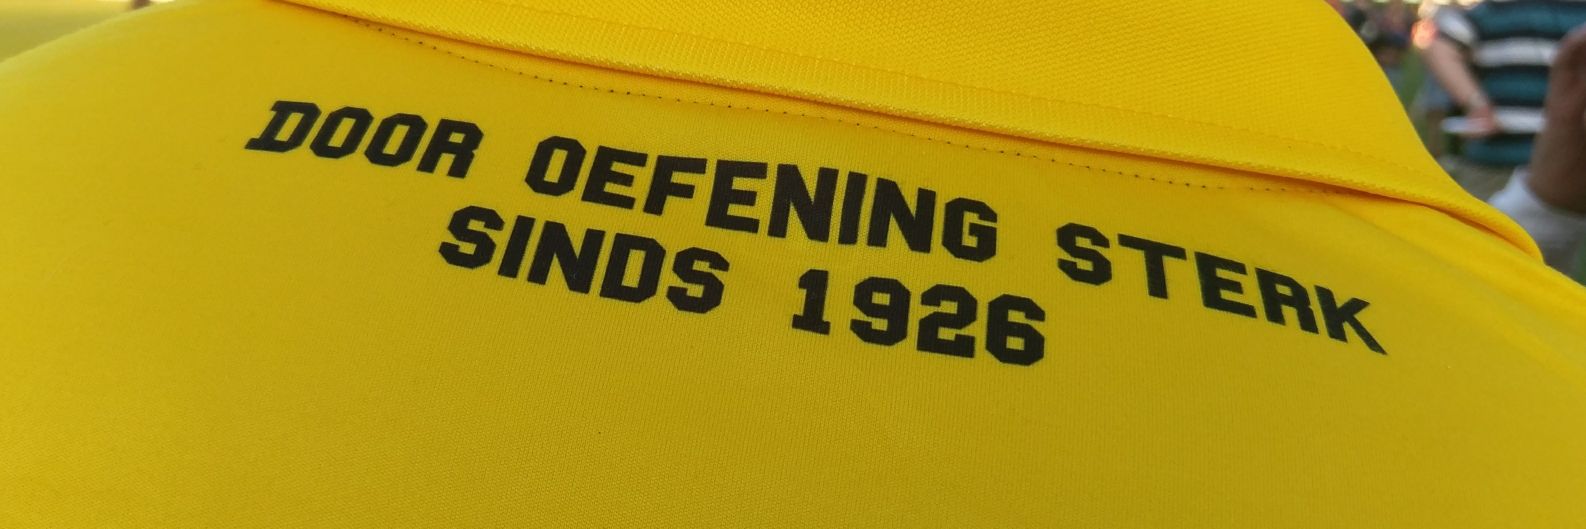 DOOR OEFENING STERK
SINDS 1926